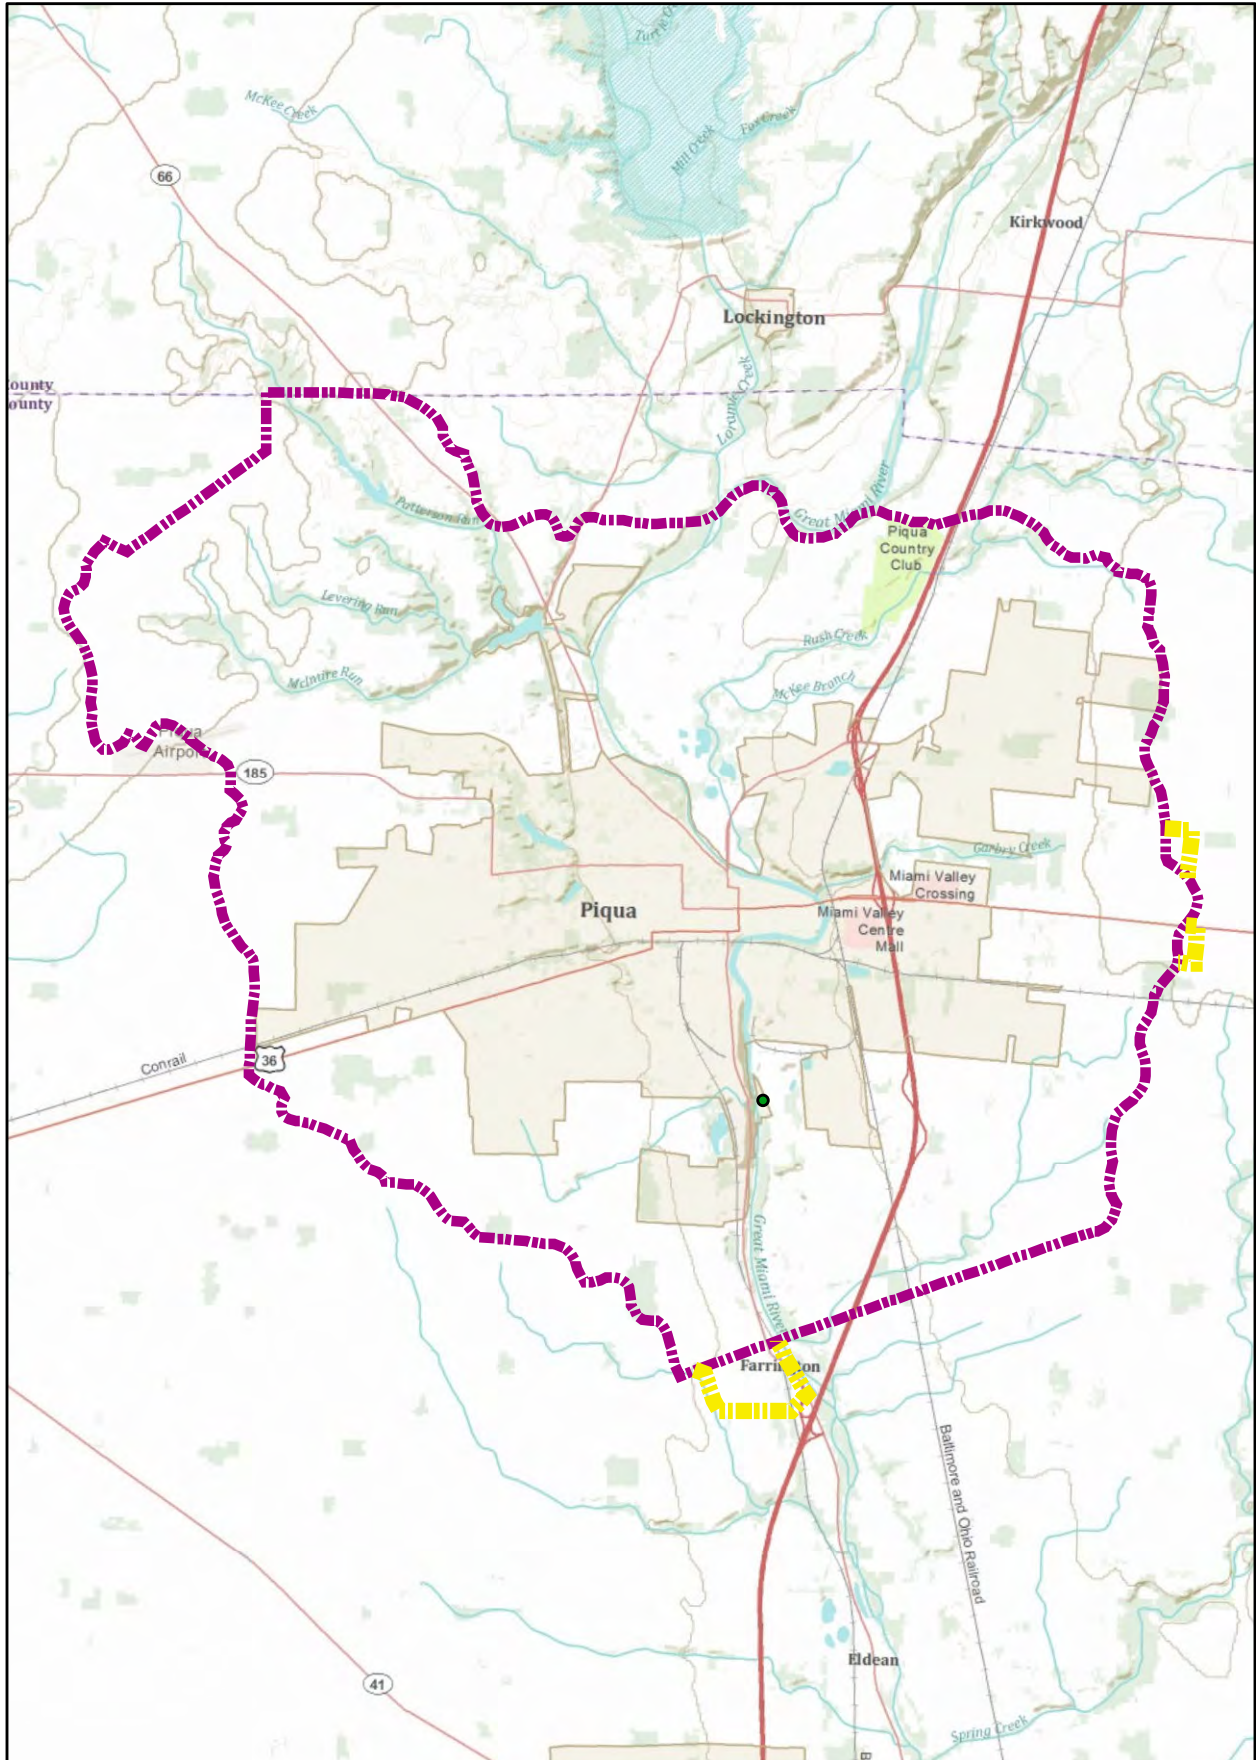 Turtle
McKee Creek
Fox Creek
Mill Creek
66
Kirkwood
Lockington
ounty
ounty
Loramie Creek
Great Miami River
Patterson Run
Piqua
Country
Club
Levering Run
Rush Creek
McIntire Run
McKee Branch
Piqua
Airport
185
Garbry Creek
Miami Valley
Crossing
Piqua
Miami Valley
Centre
Mall
Conrail
36
Great Miami River
Farrington
Baltimore and Ohio Railroad
Eldean
41
Spring Creek
B